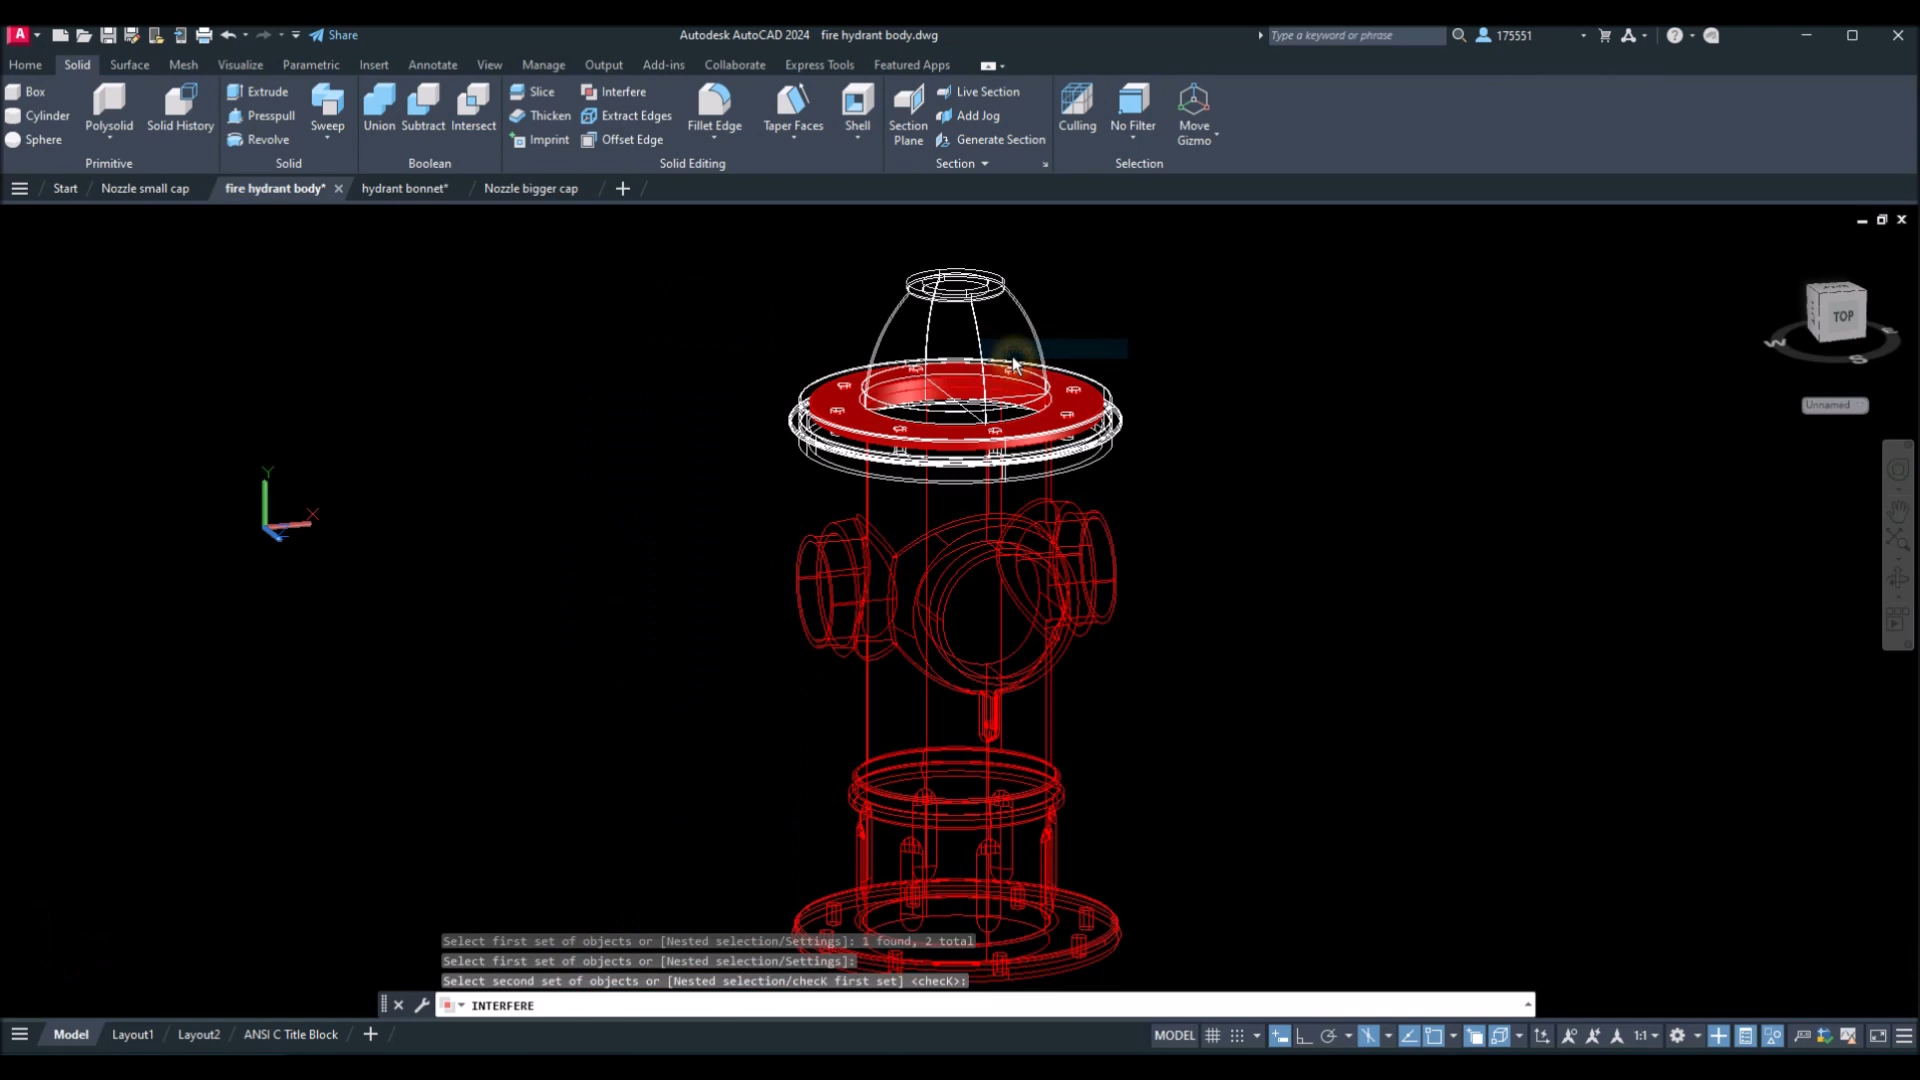 A Share Autodesk AutoCAD 2024 fire hydrant body.dwg Type a keyword or phrase 175551
Home Solid Surface Mesh Visualize Parametric Insert Annotate View Manage Output Add-ins Collaborate Express Tools Featured Apps
Box Extrude Slice Interfere Live Section
Cylinder Presspull Thicken Extract Edges Add Jog
Polysolid Solid History Sweep Union Subtract Intersect Fillet Edge Taper Faces Shell Section Plane Culling No Filter Move Gizmo
Sphere Revolve Imprint Offset Edge Generate Section
Primitive Solid Boolean Solid Editing Section Selection
Start Nozzle small cap fire hydrant body* hydrant bonnet* Nozzle bigger cap
TOP
W S
Unnamed
Y
X
Select first set of objects or [Nested selection/Settings]: 1 found, 2 total
Select first set of objects or [Nested selection/Settings]:
Select second set of objects or [Nested selection/checK first set] <checK>:
INTERFERE
Model Layout1 Layout2 ANSI C Title Block MODEL 1:1